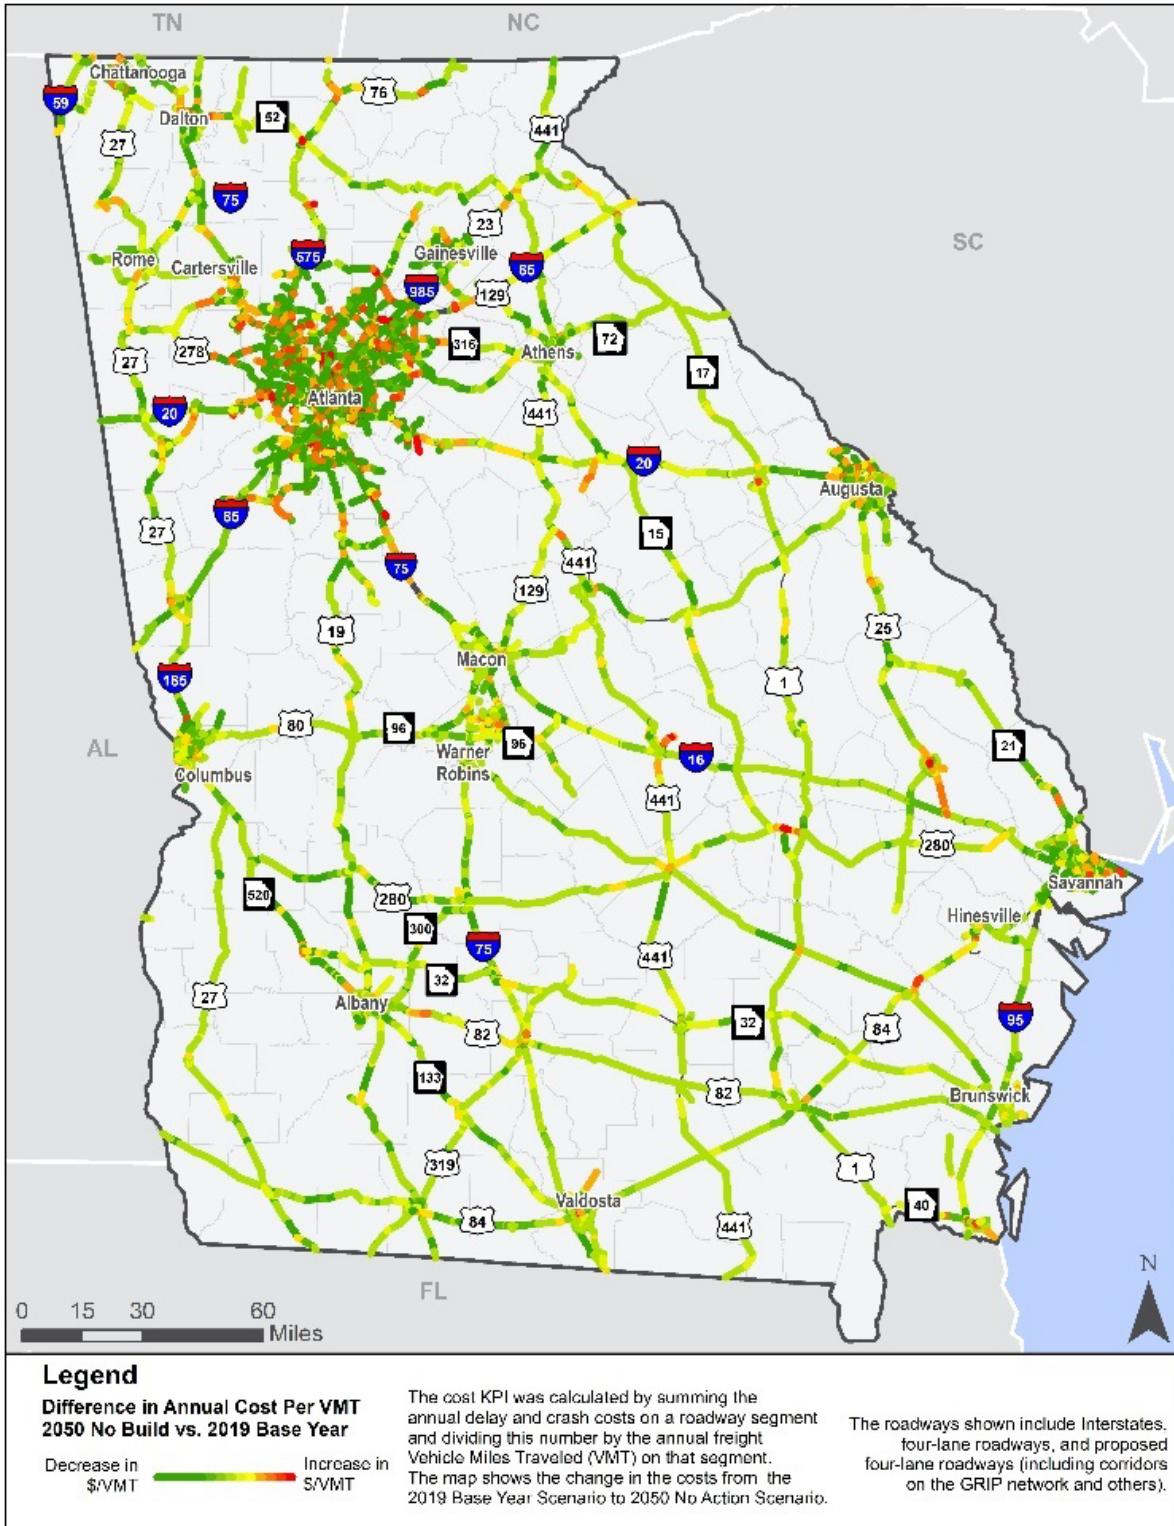 TN
NC
Chattanooga
59
76
Dalton
52
441
27
75
23
575
Gainesville
Rome
Cartersville
85
985
129
316
72
278
Athens
27
17
Atlanta
20
441
20
Augusta
85
15
27
441
75
129
19
25
Macon
185
1
80
96
96
21
AL
Warner
Robins
16
Columbus
441
280
Savannah
520
280
Hinesville
300
75
441
32
27
Albany
32
95
82
84
133
82
Brunswick
319
1
Valdosta
40
84
441
SC
FL
N
0 15 30 60
Miles
Legend
Difference in Annual Cost Per VMT
2050 No Build vs. 2019 Base Year
Decrease in
$/VMT
Increase in
$/VMT
The cost KPI was calculated by summing the
annual delay and crash costs on a roadway segment
and dividing this number by the annual freight
Vehicle Miles Traveled (VMT) on that segment.
The map shows the change in the costs from the
2019 Base Year Scenario to 2050 No Action Scenario.
The roadways shown include Interstates,
four-lane roadways, and proposed
four-lane roadways (including corridors
on the GRIP network and others).